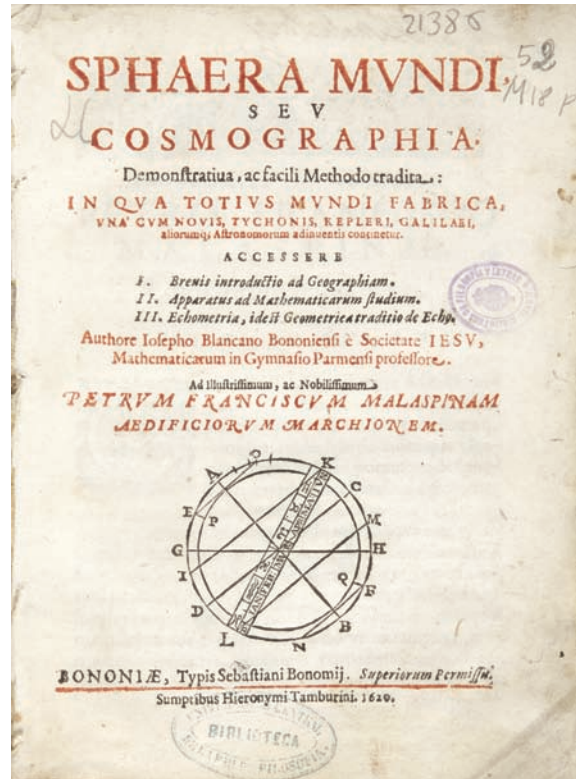 21386
52
M18
SPHAERA MVNDI,
SEV
COSMOGRAPHIA,
Demonſtratiua, ac facili Methodo tradita:
IN QVA TOTIVS MVNDI FABRICA,
VNA' CVM NOVIS, TYCHONIS, KEPLERI, GALILAEI,
aliorumq; Aſtronomorum adinuentis continetur.
ACCESSERE
I. Breuis introductio ad Geographiam.
II. Apparatus ad Mathematicarum ſtudium.
III. Echometria, ideſt Geometrica traditio de Echo.
Authore Ioſepho Blancano Bononienſi è Societate IESV,
Mathematicarum in Gymnaſio Parmenſi profeſſore.
Ad Illuſtriſſimum, ac Nobiliſſimum
PETRVM FRANCISCVM MALASPINAM
AEDIFICIORVM MARCHIONEM.
A O K
E P C
G M
I H
D Q F
L N B
BONONIÆ, Typis Sebaſtiani Bonomij. Superiorum Permiſſu.
Sumptibus Hieronymi Tamburini. 1620.
BIBLIOTECA